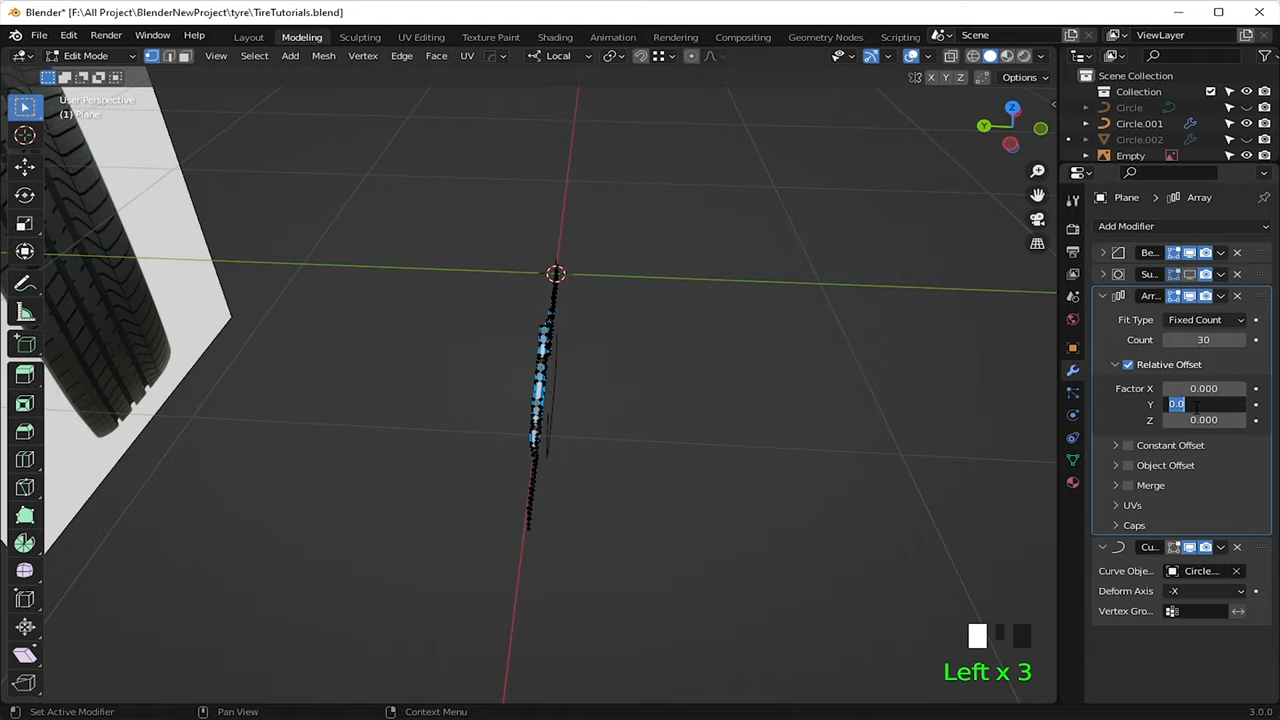 Blender* [F:\All Project\BlenderNewProject\tyre\TireTutorials.blend]
File Edit Render Window Help Layout Modeling Sculpting UV Editing Texture Paint Shading Animation Rendering Compositing Geometry Nodes Scripting Scene ViewLayer
Edit Mode View Select Add Mesh Vertex Edge Face UV Local
X Y Z Options
User Perspective
(1) Plane
Z
Y
Scene Collection
Collection
Circle
Circle.001
Circle.002
Empty
Plane > Array
Add Modifier
Be...
Su...
Arr...
Fit Type Fixed Count
Count 30
Relative Offset
Factor X 0.000
Y 0.0
Z 0.000
Constant Offset
Object Offset
Merge
UVs
Caps
Cu...
Curve Obje... Circle....
Deform Axis -X
Vertex Gro...
Left x 3
Set Active Modifier Pan View Context Menu 3.0.0